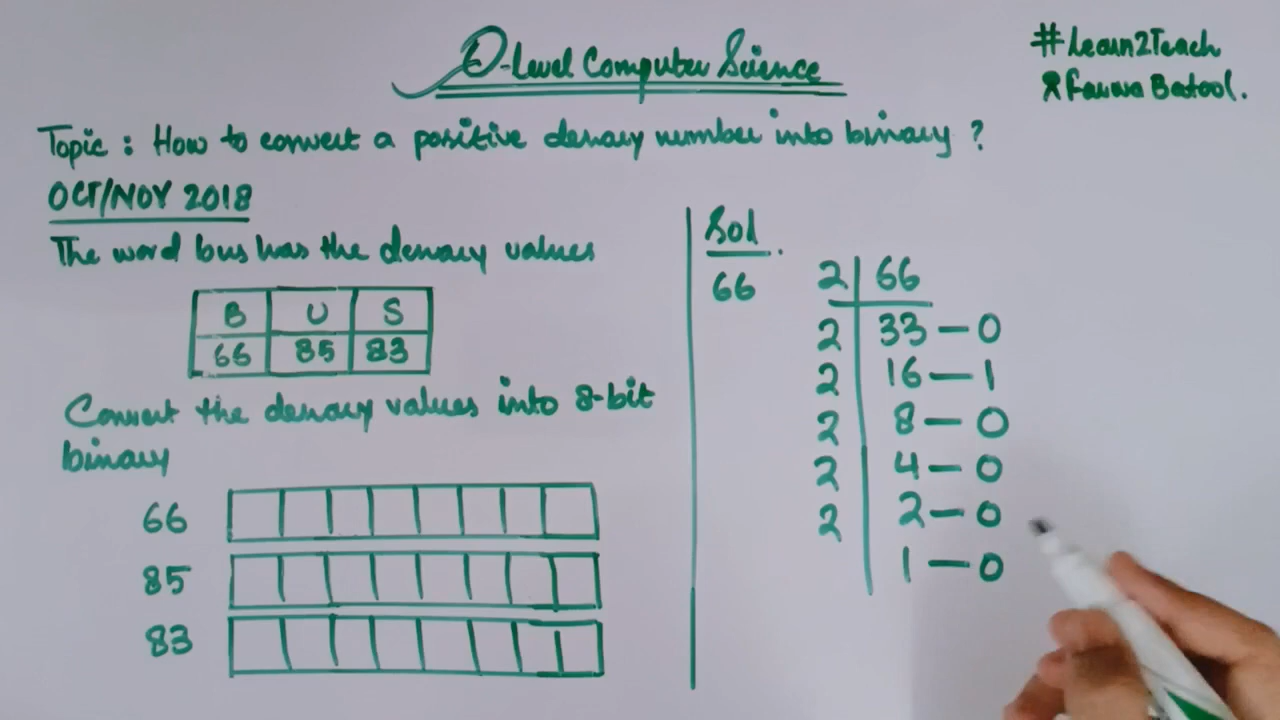 O-Level Computer Science
#Learn2Teach
Farwa Batool.
Topic : How to convert a positive denary number into binary ?
OCT/NOV 2018
The word bus has the denary values
B U S
66 85 83
Convert the denary values into 8-bit
binary
66
85
83
Sol
66
2 66
2 33 — 0
2 16 — 1
2 8 — 0
2 4 — 0
2 2 — 0
1 — 0